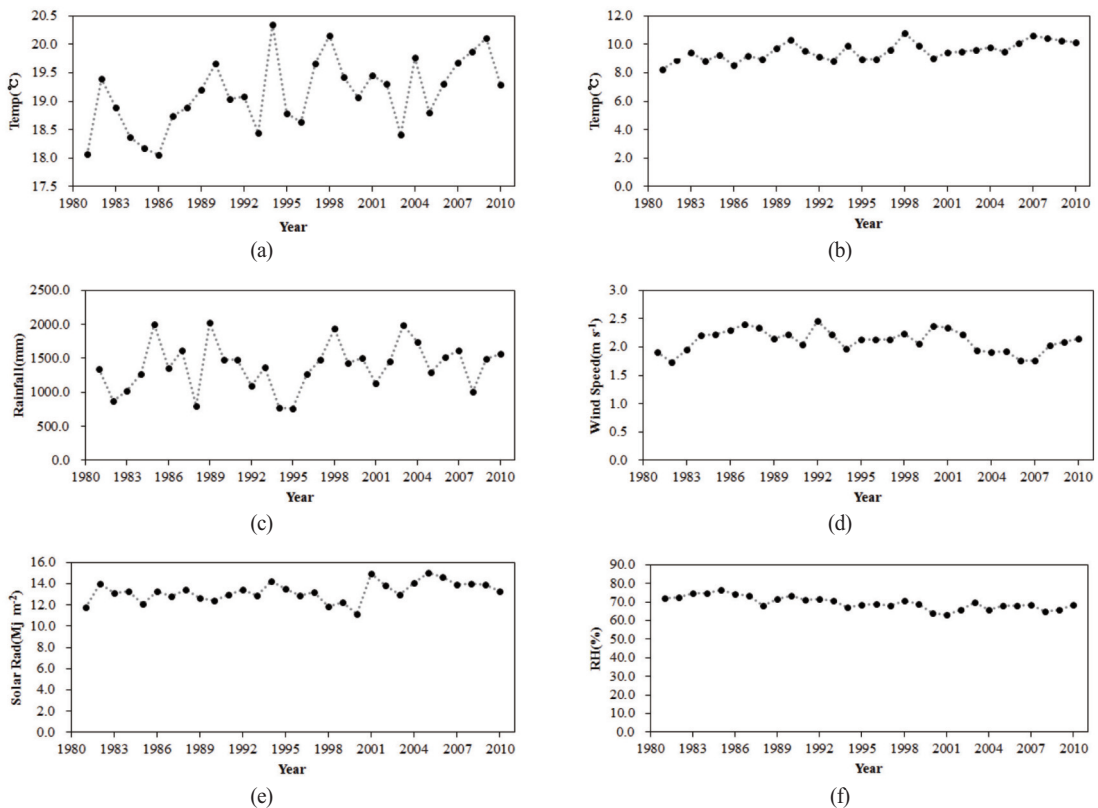 20.5
20.0
19.5
19.0
18.5
18.0
17.5
Temp(℃)
1980 1983 1986 1989 1992 1995 1998 2001 2004 2007 2010
Year
(a)
12.0
10.0
8.0
6.0
4.0
2.0
0.0
Temp(℃)
1980 1983 1986 1989 1992 1995 1998 2001 2004 2007 2010
Year
(b)
2500.0
2000.0
1500.0
1000.0
500.0
0.0
Rainfall(mm)
1980 1983 1986 1989 1992 1995 1998 2001 2004 2007 2010
Year
(c)
3.0
2.5
2.0
1.5
1.0
0.5
0.0
Wind Speed(m s⁻¹)
1980 1983 1986 1989 1992 1995 1998 2001 2004 2007 2010
Year
(d)
16.0
14.0
12.0
10.0
8.0
6.0
4.0
2.0
0.0
Solar Rad(Mj m⁻²)
1980 1983 1986 1989 1992 1995 1998 2001 2004 2007 2010
Year
(e)
90.0
80.0
70.0
60.0
50.0
40.0
30.0
20.0
10.0
0.0
RH(%)
1980 1983 1986 1989 1992 1995 1998 2001 2004 2007 2010
Year
(f)